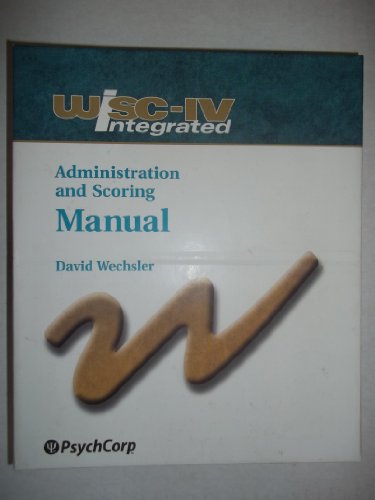 WISC-IV
Integrated
Administration
and Scoring
Manual
David Wechsler
PsychCorp